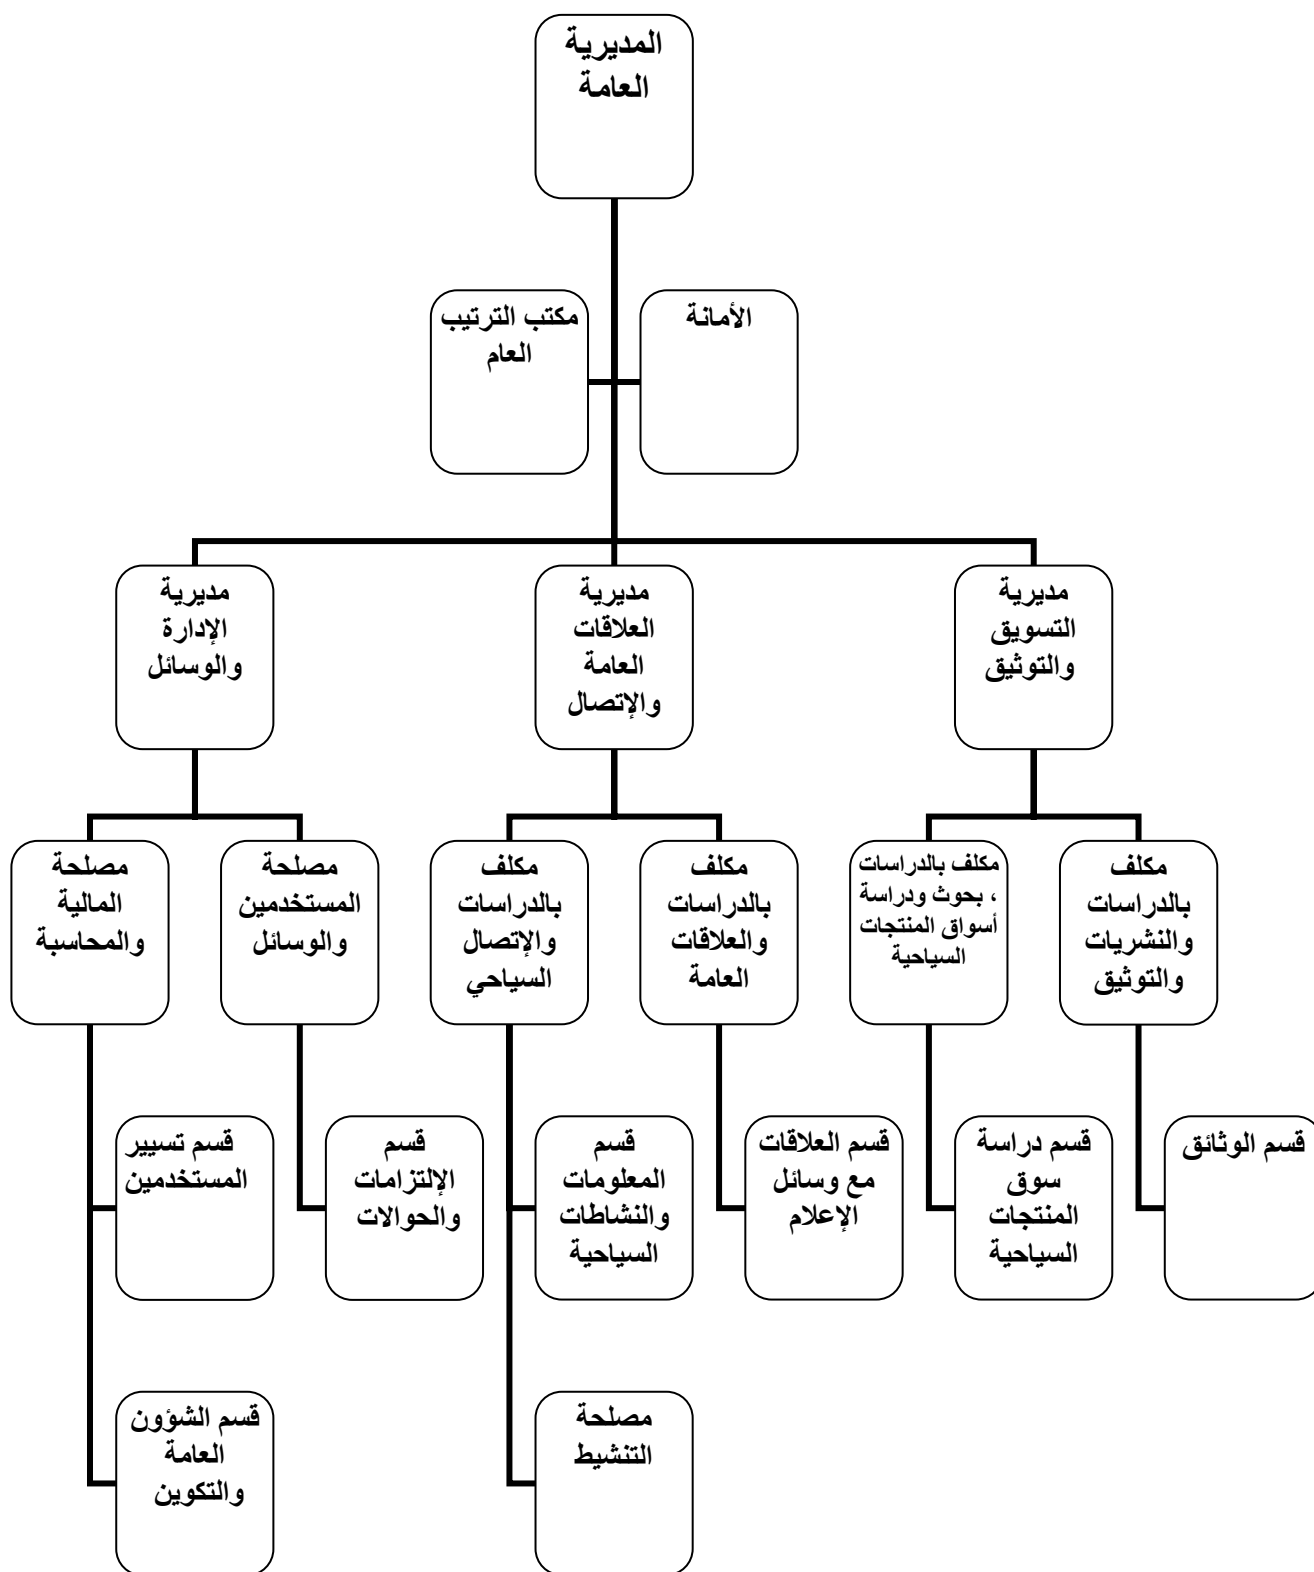 المديرية
العامة
الأمانة
مكتب الترتيب
العام
مديرية
التسويق
والتوثيق
مديرية
العلاقات
العامة
والإتصال
مديرية
الإدارة
والوسائل
مكلف
بالدراسات
والنشريات
والتوثيق
مكلف بالدراسات
، بحوث ودراسة
أسواق المنتجات
السياحية
مكلف
بالدراسات
والعلاقات
العامة
مكلف
بالدراسات
والإتصال
السياحي
مصلحة
المستخدمين
والوسائل
مصلحة
المالية
والمحاسبة
قسم الوثائق
قسم دراسة
سوق
المنتجات
السياحية
قسم العلاقات
مع وسائل
الإعلام
قسم
المعلومات
والنشاطات
السياحية
قسم
الإلتزامات
والحوالات
قسم تسيير
المستخدمين
مصلحة
التنشيط
قسم الشؤون
العامة
والتكوين